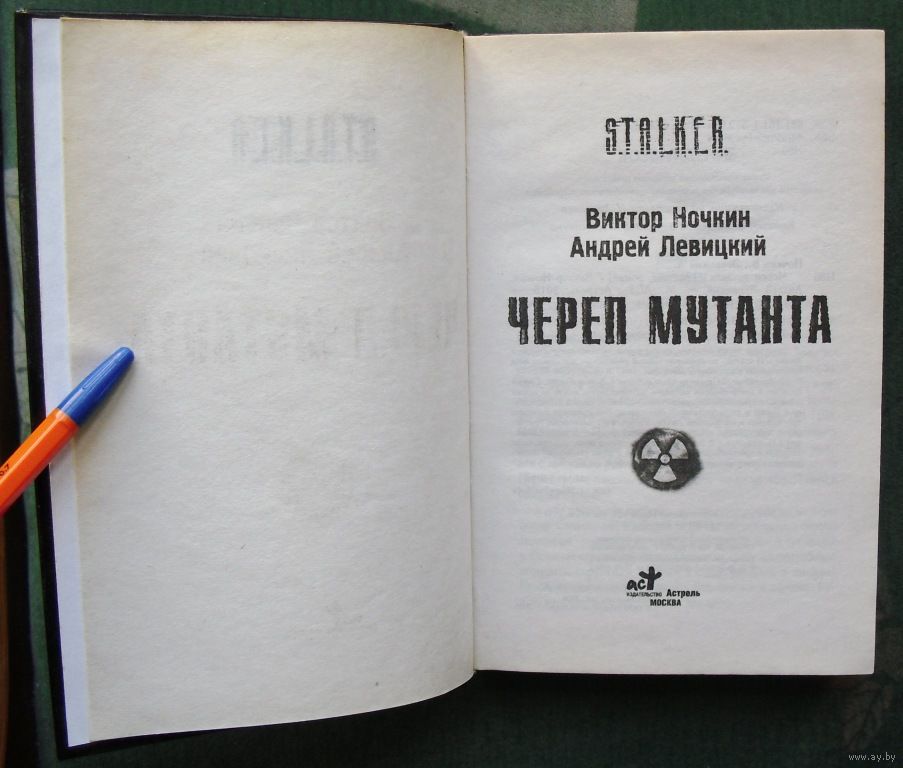 S.T.A.L.K.E.R.
Виктор Ночкин
Андрей Левицкий
ЧЕРЕП МУТАНТА
аст
ИЗДАТЕЛЬСТВО Астрель
МОСКВА
www.ay.by